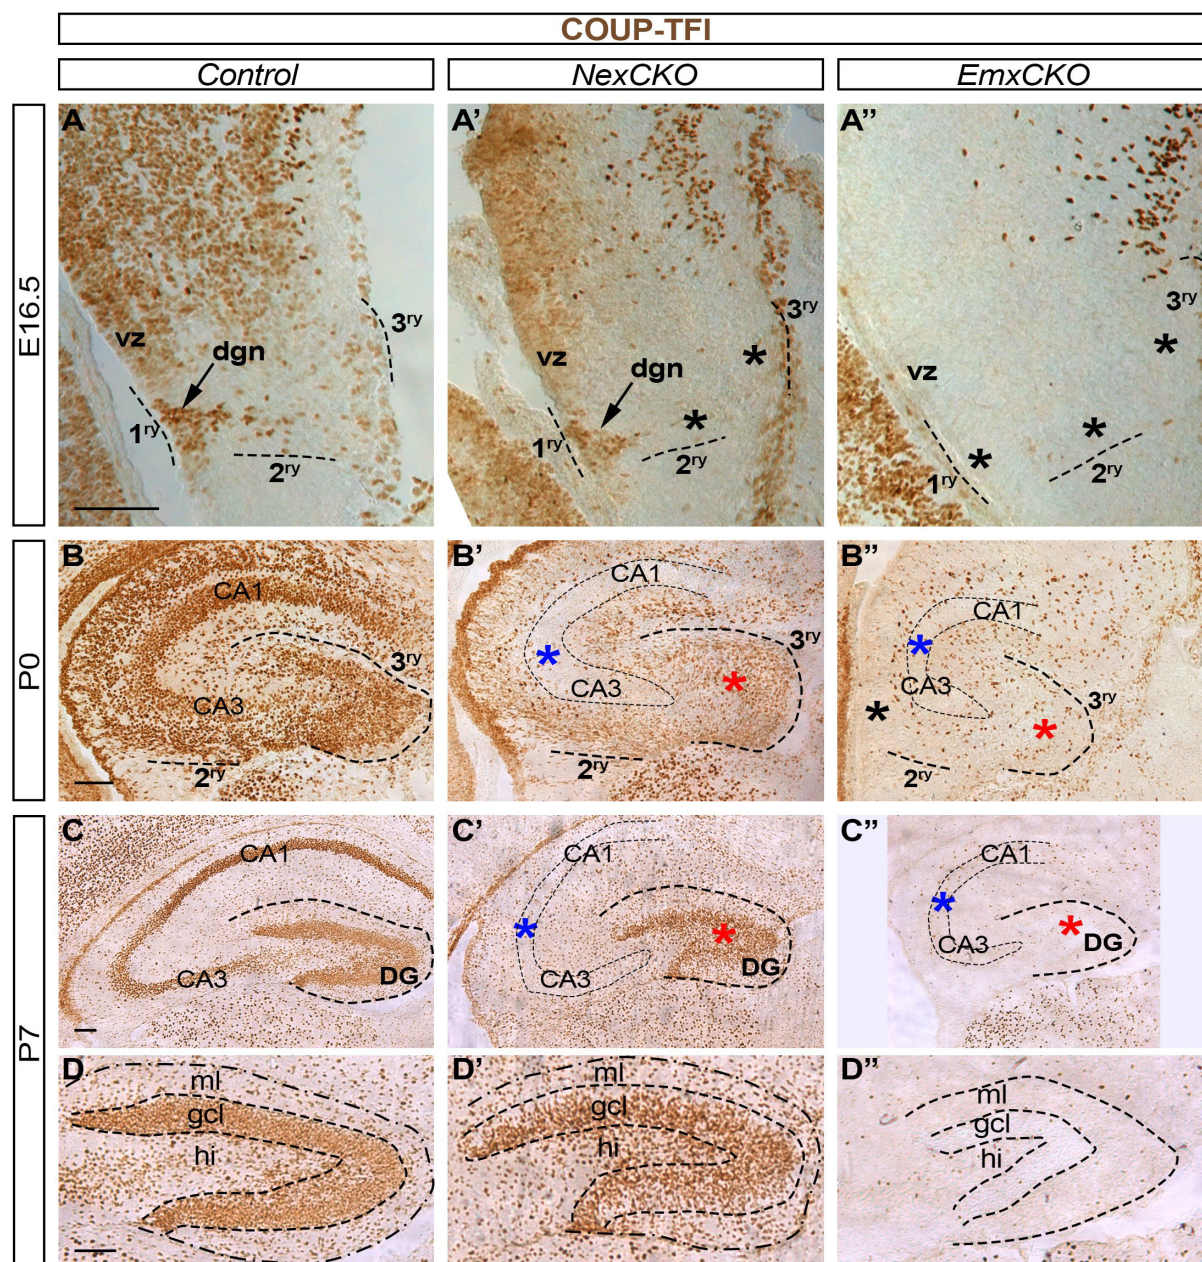 COUP-TFI
Control NexCKO EmxCKO
E16.5
A A' A''
vz dgn 3ry
1ry 2ry
vz dgn 3ry
1ry * * 2ry
vz 3ry
1ry * * * 2ry
P0
B B' B''
CA1 3ry
CA3
2ry
CA1 3ry
* CA3 *
2ry
CA1
* CA3 3ry
* *
2ry
P7
C C' C''
CA1
CA3 DG
CA1
* *
CA3 DG
CA1
* *
CA3 DG
D D' D''
ml
gcl
hi
ml
gcl
hi
ml
gcl
hi